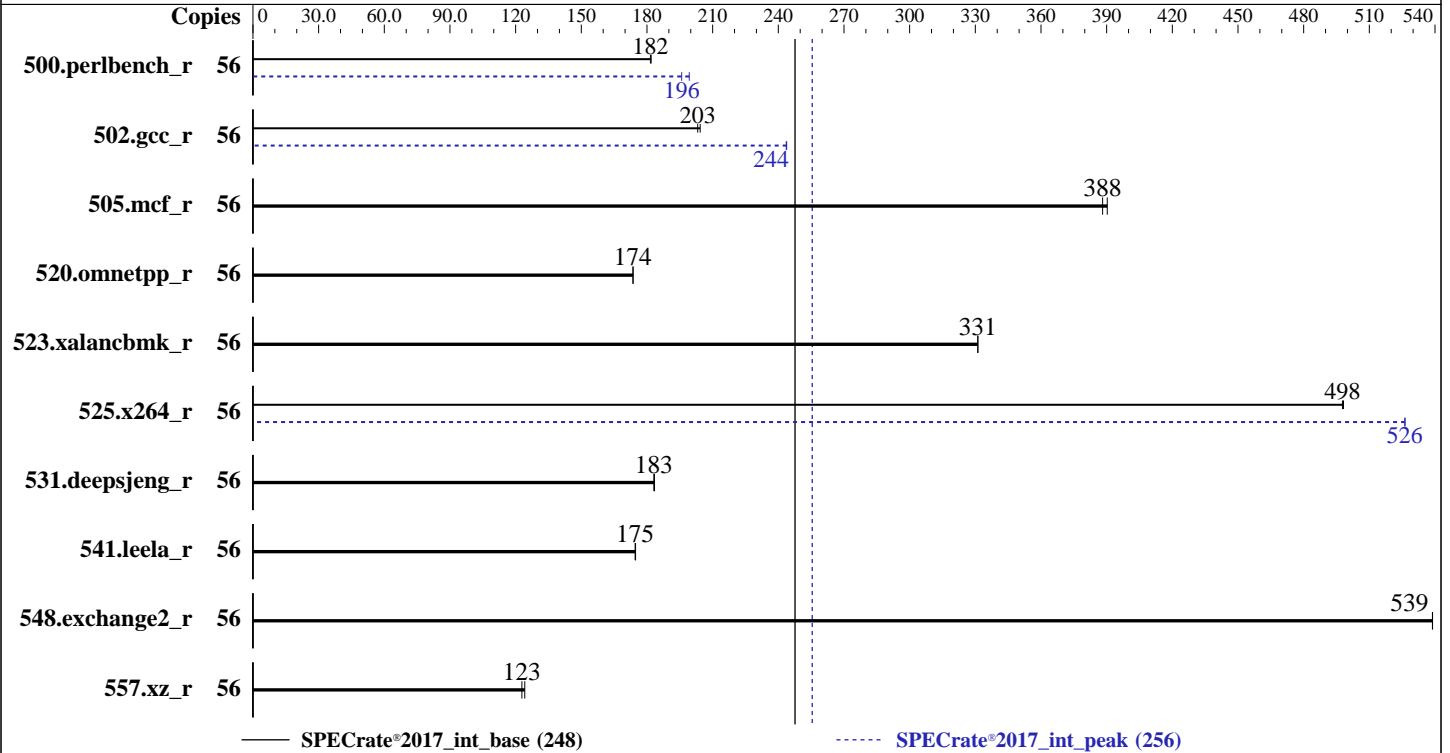 Copies 0 30.0 60.0 90.0 120 150 180 210 240 270 300 330 360 390 420 450 480 510 540
500.perlbench_r 56 182
196
502.gcc_r 56 203
244
505.mcf_r 56 388
520.omnetpp_r 56 174
523.xalancbmk_r 56 331
525.x264_r 56 498
526
531.deepsjeng_r 56 183
541.leela_r 56 175
548.exchange2_r 56 539
557.xz_r 56 123
SPECrate®2017_int_base (248) SPECrate®2017_int_peak (256)